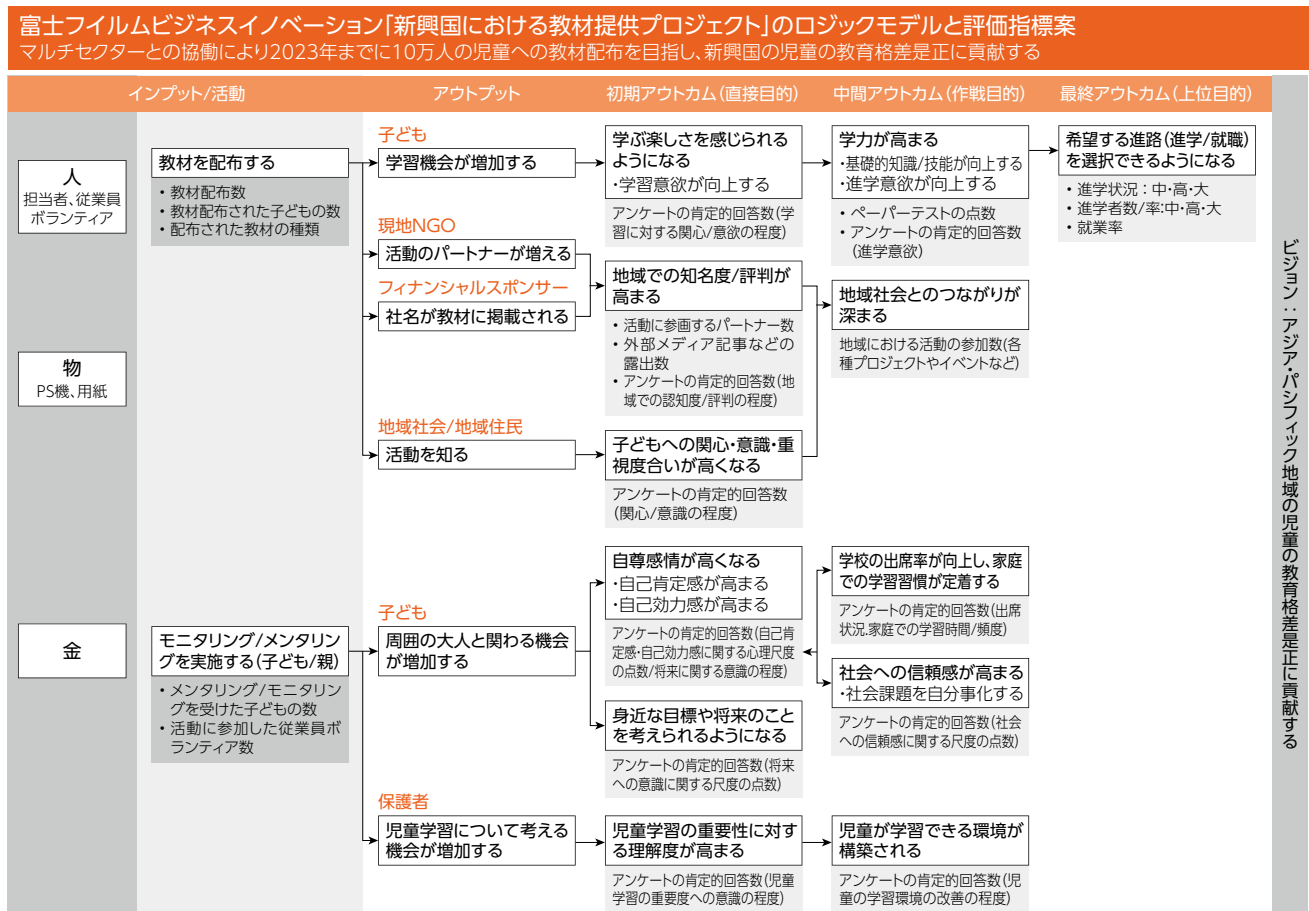 富士フイルムビジネスイノベーション「新興国における教材提供プロジェクト」のロジックモデルと評価指標案
マルチセクターとの協働により2023年までに10万人の児童への教材配布を目指し、新興国の児童の教育格差是正に貢献する
インプット/活動
アウトプット
初期アウトカム(直接目的)
中間アウトカム(作戦目的)
最終アウトカム(上位目的)
人
担当者、従業員
ボランティア
物
PS機、用紙
金
教材を配布する
・教材配布数
・教材配布された子どもの数
・配布された教材の種類
子ども
学習機会が増加する
学ぶ楽しさを感じられる
ようになる
・学習意欲が向上する
アンケートの肯定的回答数(学
習に対する関心/意欲の程度)
学力が高まる
・基礎的知識/技能が向上する
・進学意欲が向上する
・ペーパーテストの点数
・アンケートの肯定的回答数
(進学意欲)
希望する進路(進学/就職)
を選択できるようになる
・進学状況：中・高・大
・進学者数/率:中・高・大
・就業率
現地NGO
活動のパートナーが増える
フィナンシャルスポンサー
社名が教材に掲載される
地域での知名度/評判が
高まる
・活動に参画するパートナー数
・外部メディア記事などの
露出数
・アンケートの肯定的回答数(地
域での認知度/評判の程度)
地域社会とのつながりが
深まる
地域における活動の参加数(各
種プロジェクトやイベントなど)
地域社会/地域住民
活動を知る
子どもへの関心・意識・重
視度合いが高くなる
アンケートの肯定的回答数
(関心/意識の程度)
モニタリング/メンタリン
グを実施する(子ども/親)
・メンタリング/モニタリン
グを受けた子どもの数
・活動に参加した従業員ボ
ランティア数
子ども
周囲の大人と関わる機会
が増加する
自尊感情が高くなる
・自己肯定感が高まる
・自己効力感が高まる
アンケートの肯定的回答数(自己肯
定感・自己効力感に関する心理尺度
の点数/将来に関する意識の程度)
身近な目標や将来のこと
を考えられるようになる
アンケートの肯定的回答数(将来
への意識に関する尺度の点数)
学校の出席率が向上し、家庭
での学習習慣が定着する
アンケートの肯定的回答数(出席
状況.家庭での学習時間/頻度)
社会への信頼感が高まる
・社会課題を自分事化する
アンケートの肯定的回答数(社会
への信頼感に関する尺度の点数)
保護者
児童学習について考える
機会が増加する
児童学習の重要性に対す
る理解度が高まる
アンケートの肯定的回答数(児童
学習の重要度への意識の程度)
児童が学習できる環境が
構築される
アンケートの肯定的回答数(児
童の学習環境の改善の程度)
ビジョン：アジア・パシフィック地域の児童の教育格差是正に貢献する